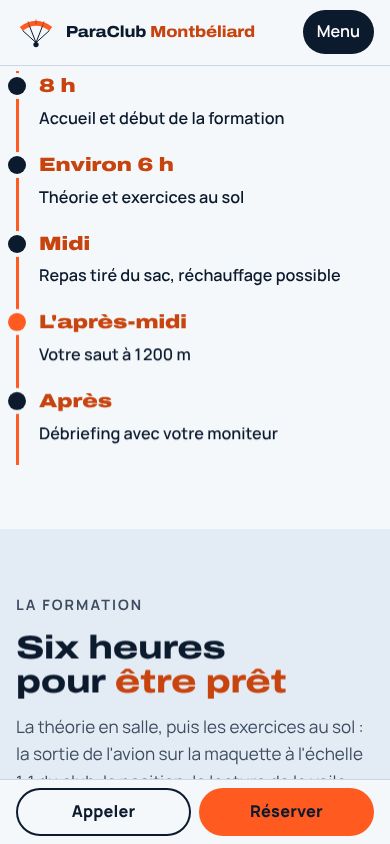 ParaClub Montbéliard
Menu
8 h
Accueil et début de la formation
Environ 6 h
Théorie et exercices au sol
Midi
Repas tiré du sac, réchauffage possible
L'après-midi
Votre saut à 1200 m
Après
Débriefing avec votre moniteur
LA FORMATION
Six heures
pour être prêt
La théorie en salle, puis les exercices au sol :
la sortie de l'avion sur la maquette à l'échelle
Appeler
Réserver